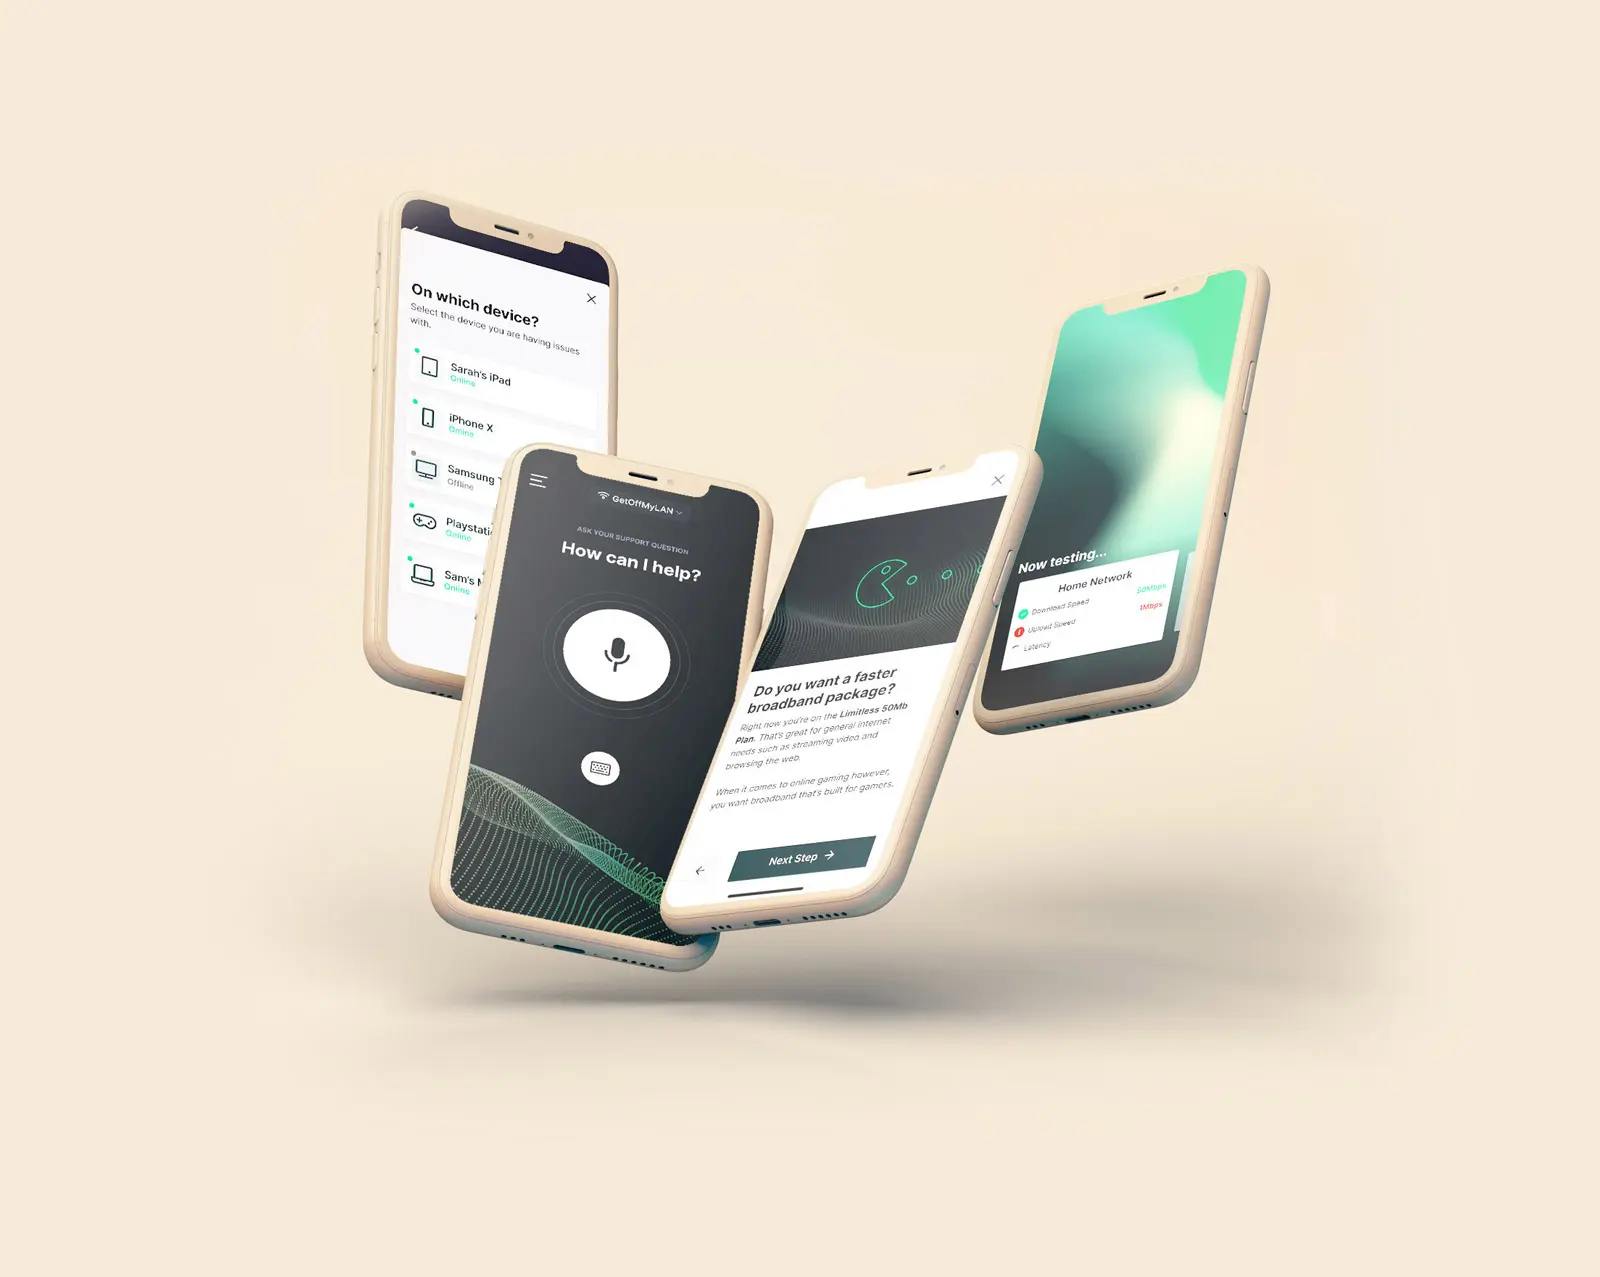 On which device?
Select the device you are having issues
with.
Sarah's iPad
Online
iPhone X
Online
Samsung
Offline
Online
Sam's
Online
GetOffMyLAN
ASK YOUR SUPPORT QUESTION
How can I help?
Do you want a faster
broadband package?
Right now you're on the Limitless 50Mb
Plan. That's great for general internet
needs such as streaming video and
browsing the web.
When it comes to online gaming however,
you want broadband that's built for gamers.
Next Step
Now testing...
Home Network
Download Speed 50Mbps
Upload Speed 1Mbps
Latency